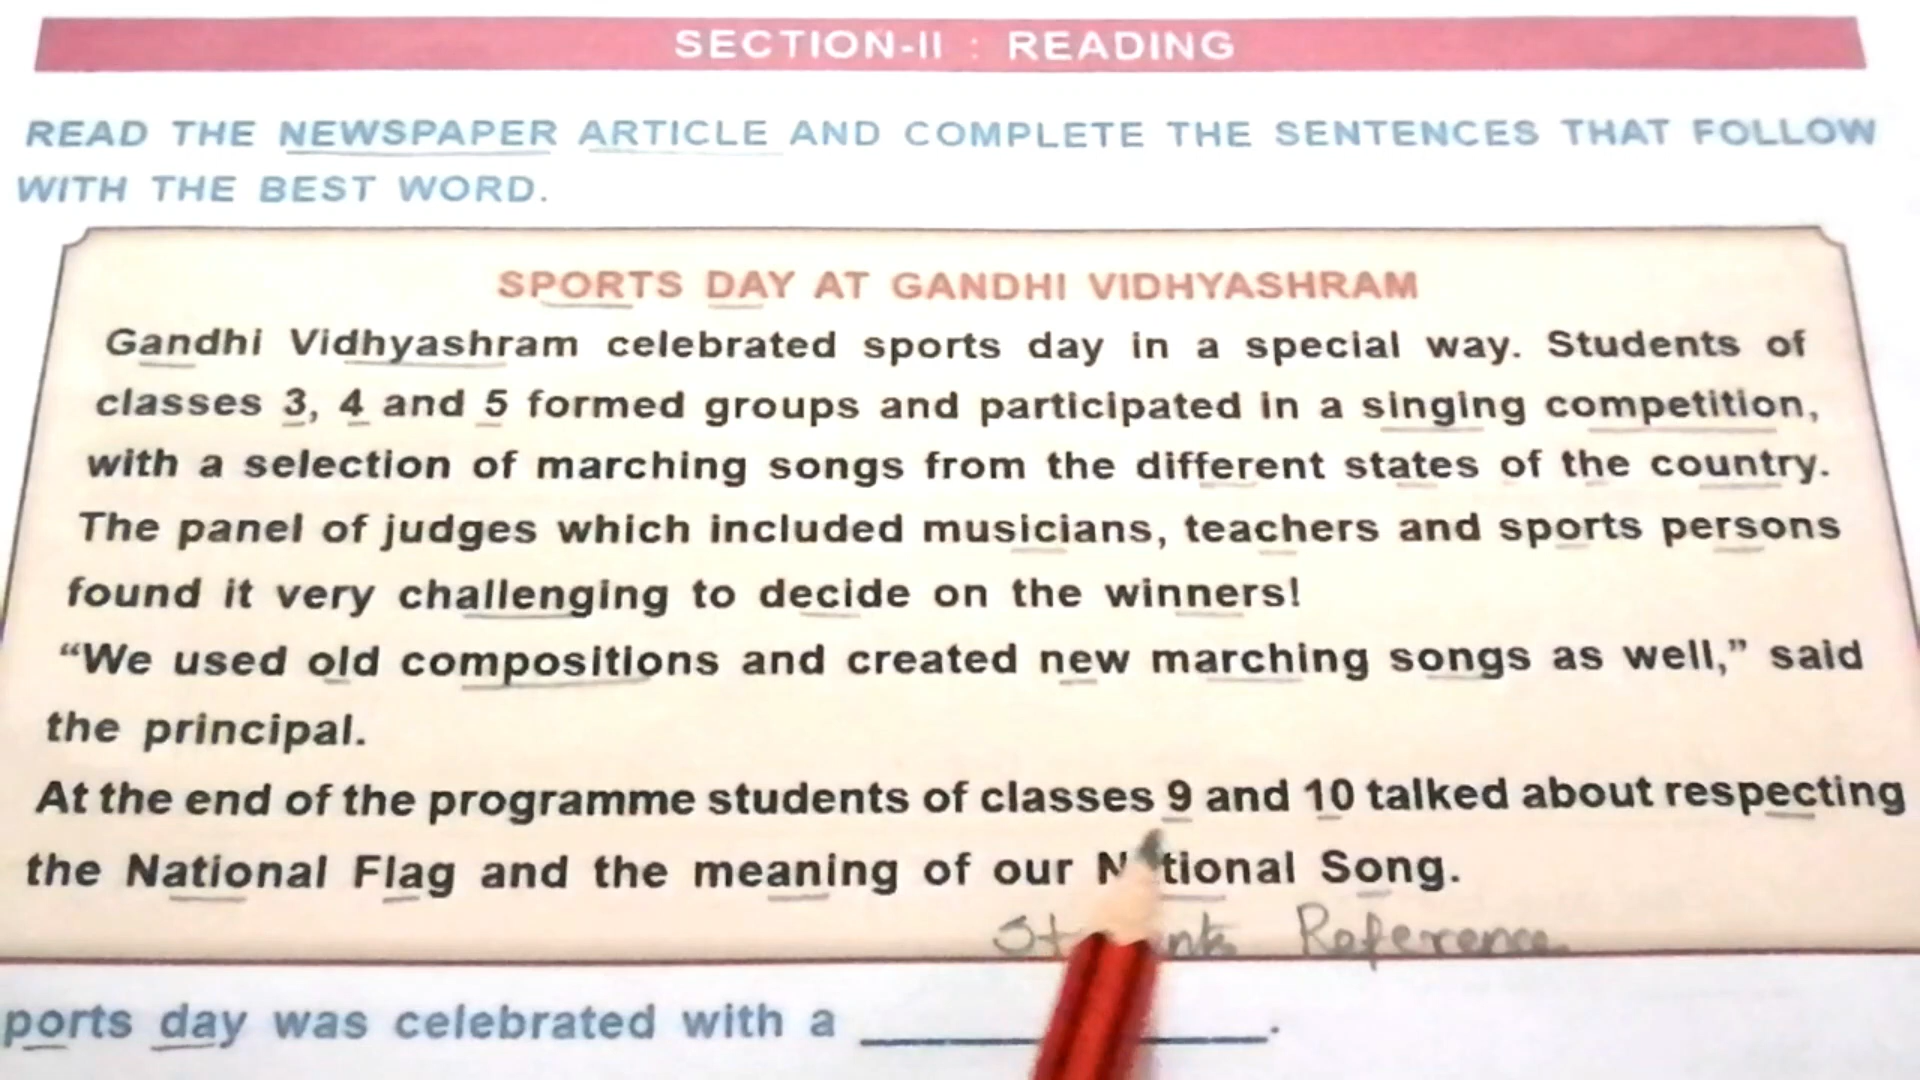 SECTION-II : READING
READ THE NEWSPAPER ARTICLE AND COMPLETE THE SENTENCES THAT FOLLOW
WITH THE BEST WORD.
SPORTS DAY AT GANDHI VIDHYASHRAM
Gandhi Vidhyashram celebrated sports day in a special way. Students of
classes 3, 4 and 5 formed groups and participated in a singing competition,
with a selection of marching songs from the different states of the country.
The panel of judges which included musicians, teachers and sports persons
found it very challenging to decide on the winners!
“We used old compositions and created new marching songs as well,” said
the principal.
At the end of the programme students of classes 9 and 10 talked about respecting
the National Flag and the meaning of our Song.
Reference
ports day was celebrated with a ____________.